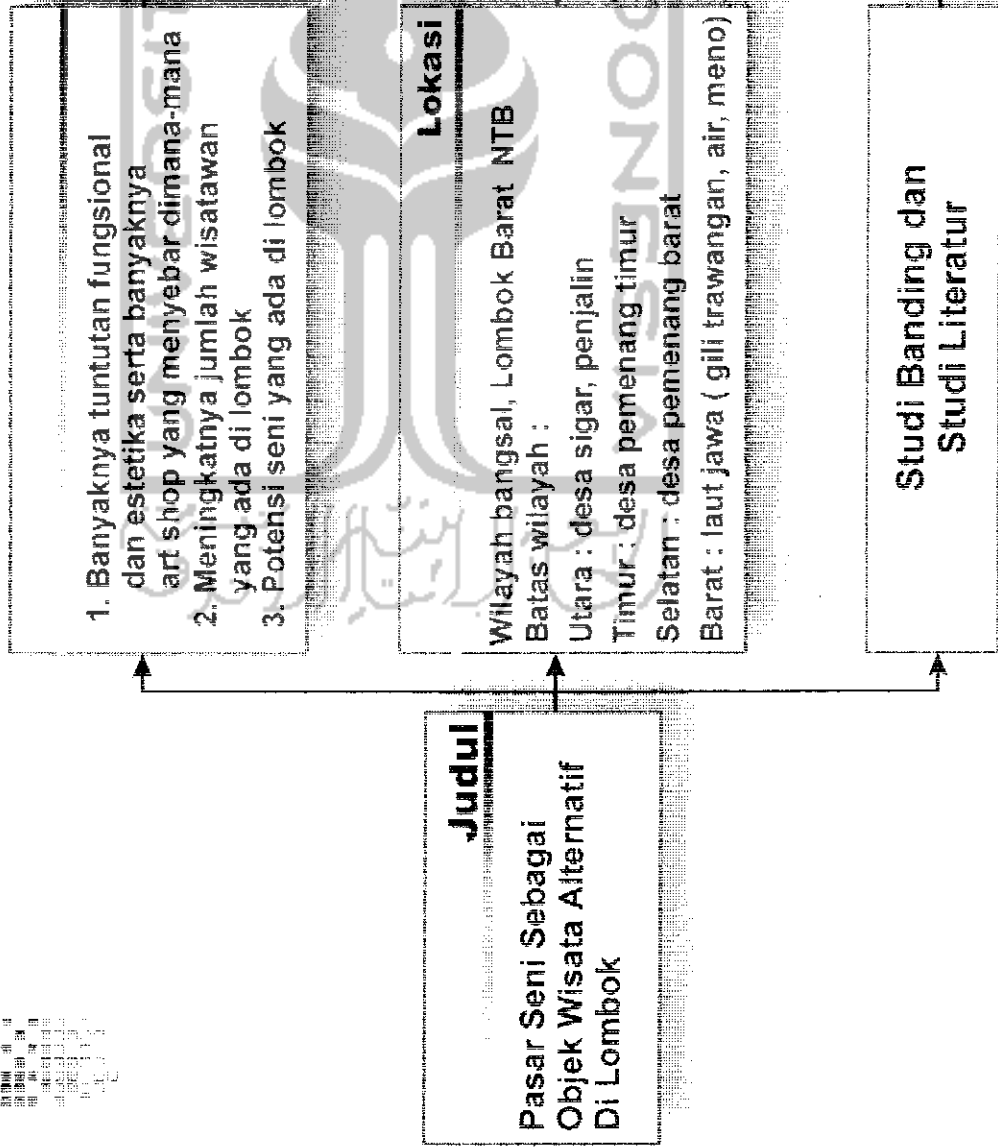 Judul
Pasar Seni Sebagai
Objek Wisata Alternatif
Di Lombok
1. Banyaknya tuntutan fungsional
dan estetika serta banyaknya
art shop yang menyebar dimana-mana
2. Meningkatnya jumlah wisatawan
yang ada di lombok
3. Potensi seni yang ada di lombok
Lokasi
Wilayah bangsal, Lombok Barat NTB
Batas wilayah :
Utara : desa sigar, penjalin
Timur : desa pemenang timur
Selatan : desa pemenang barat
Barat : laut jawa ( gili trawangan, air, meno)
Studi Banding dan
Studi Literatur
UNIVERSIT
ONESIA